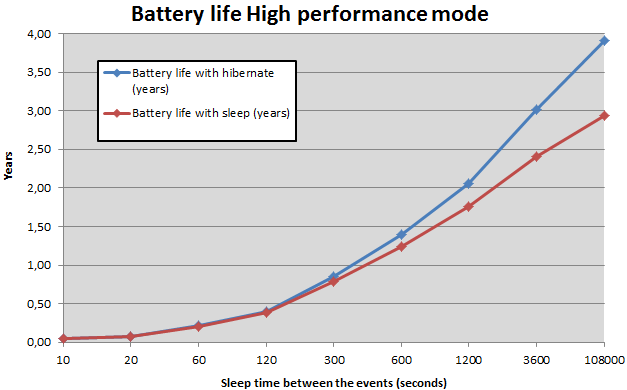 Battery life High performance mode
4,00
3,50
3,00
2,50
2,00
1,50
1,00
0,50
0,00
Years
Battery life with hibernate
(years)
Battery life with sleep (years)
10 20 60 120 300 600 1200 3600 108000
Sleep time between the events (seconds)